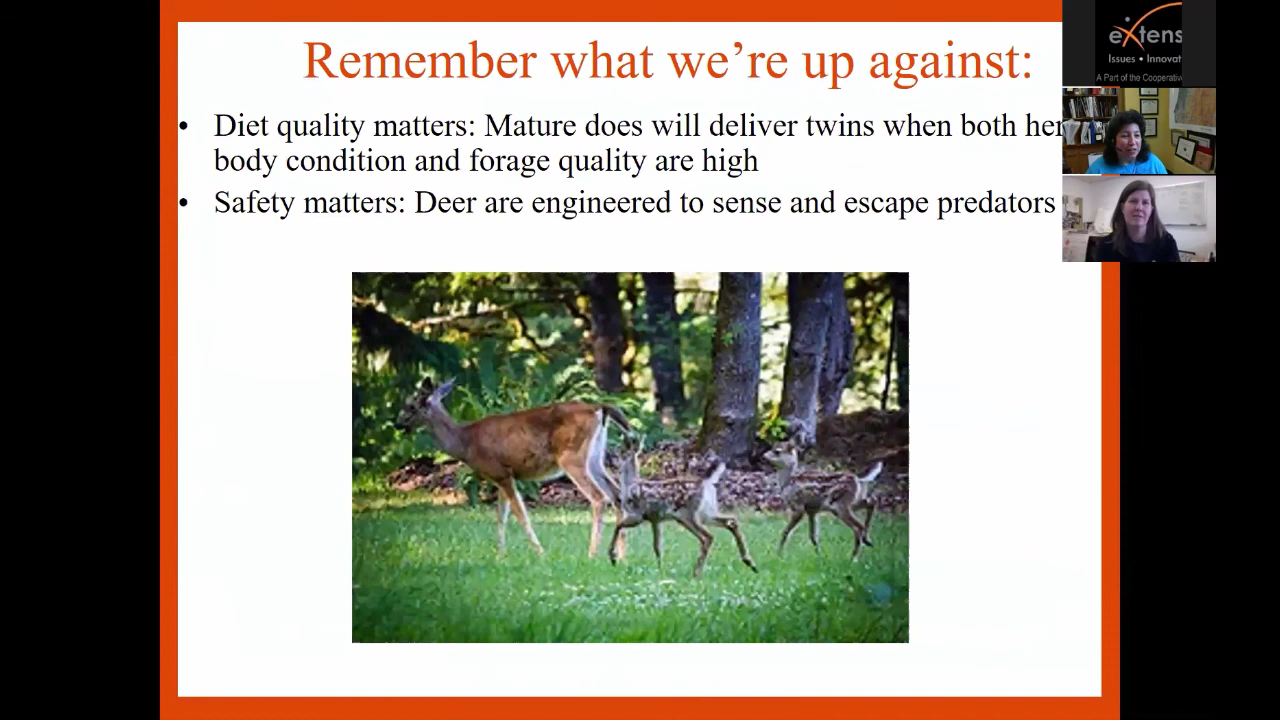 Remember what we're up against:
• Diet quality matters: Mature does will deliver twins when both her
body condition and forage quality are high
• Safety matters: Deer are engineered to sense and escape predators
eXtens
Issues • Innovat
A Part of the Cooperativ